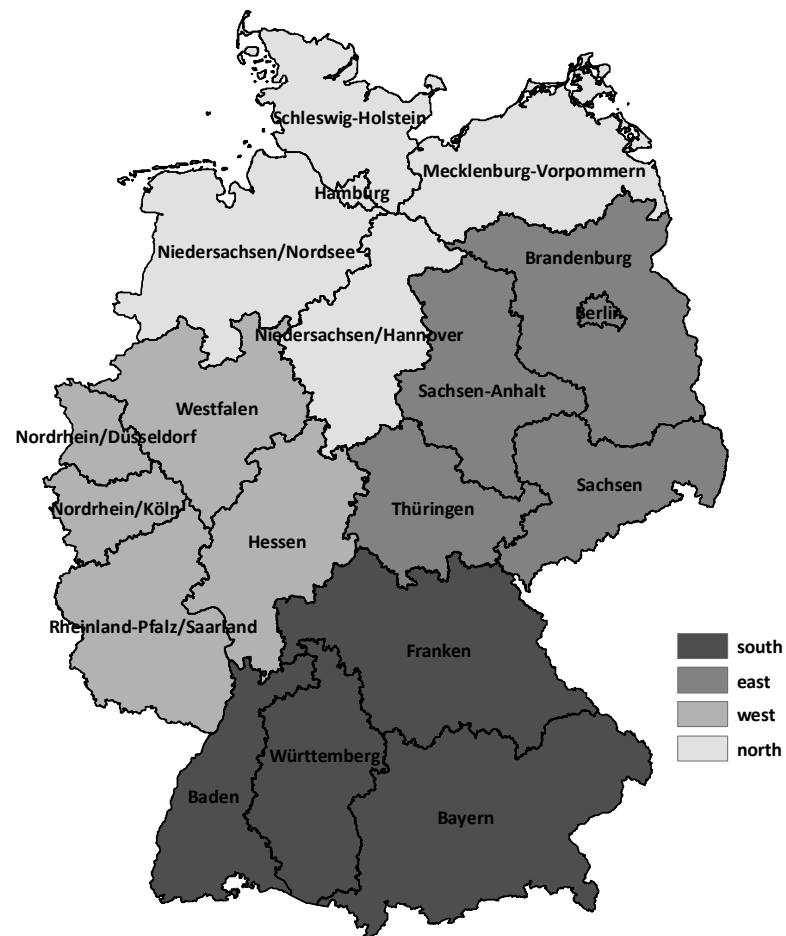 Schleswig-Holstein
Mecklenburg-Vorpommern
Hamburg
Niedersachsen/Nordsee
Brandenburg
Berlin
Niedersachsen/Hannover
Sachsen-Anhalt
Westfalen
Nordrhein/Düsseldorf
Sachsen
Nordrhein/Köln
Thüringen
Hessen
Rheinland-Pfalz/Saarland
Franken
Württemberg
Baden
Bayern
south
east
west
north